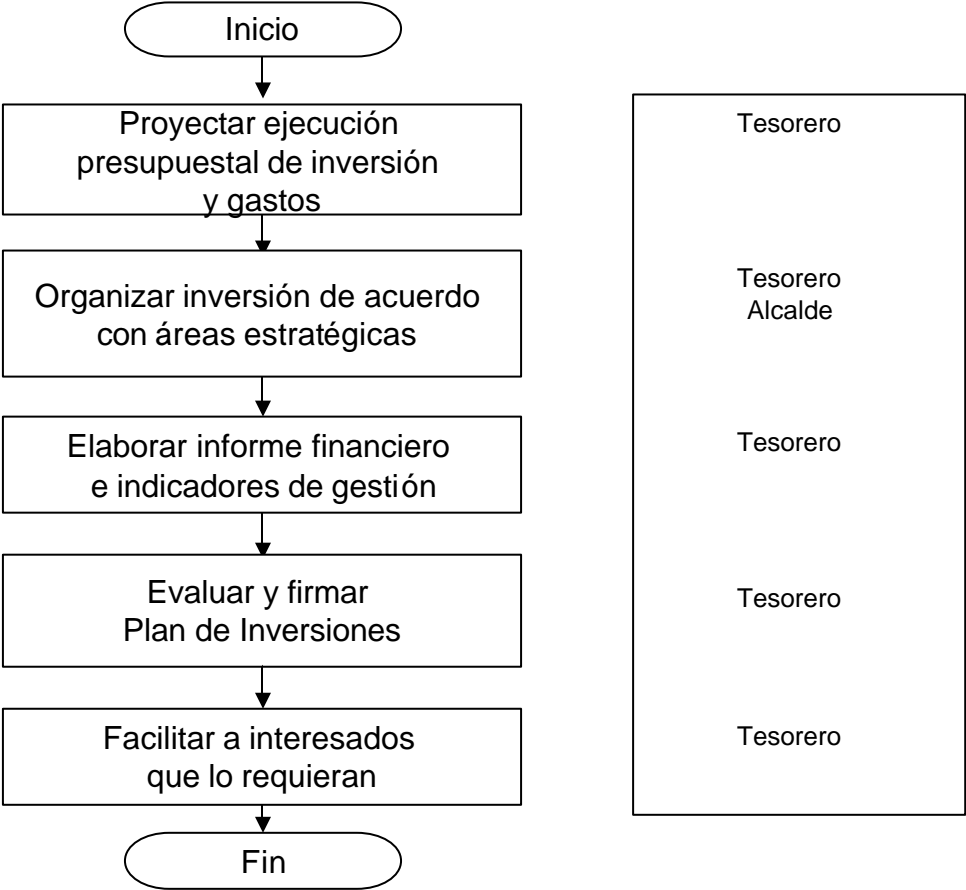 Inicio
Proyectar ejecución
presupuestal de inversión
y gastos
Tesorero
Organizar inversión de acuerdo
con áreas estratégicas
Tesorero
Alcalde
Elaborar informe financiero
e indicadores de gestión
Tesorero
Evaluar y firmar
Plan de Inversiones
Tesorero
Facilitar a interesados
que lo requieran
Tesorero
Fin